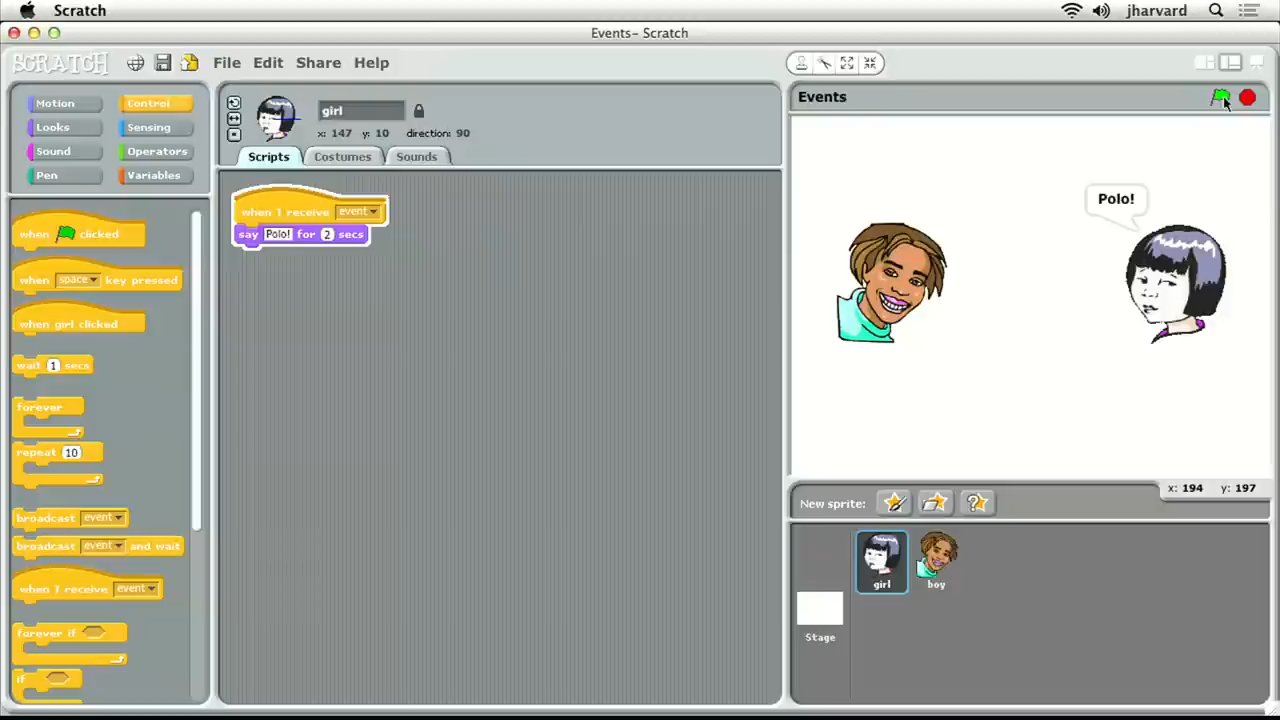 Scratch
jharvard
Events- Scratch
SCRATCH
File Edit Share Help
Motion Control
Looks Sensing
Sound Operators
Pen Variables
girl
x: 147 y: 10 direction: 90
Scripts Costumes Sounds
Events
when I receive event
say Polo! for 2 secs
Polo!
when clicked
when space key pressed
when girl clicked
wait 1 secs
forever
repeat 10
broadcast event
broadcast event and wait
when I receive event
forever if
if
x: 194 y: 197
New sprite:
girl
boy
Stage